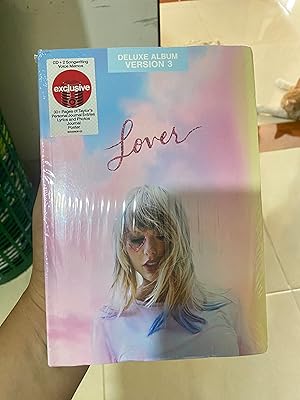 CD + 2 Songwriting
Voice Memos
exclusive
30+ Pages of Taylor's
Personal Journal Entries
Lyrics and Photos
Journal
Poster
DELUXE ALBUM
VERSION 3
Lover